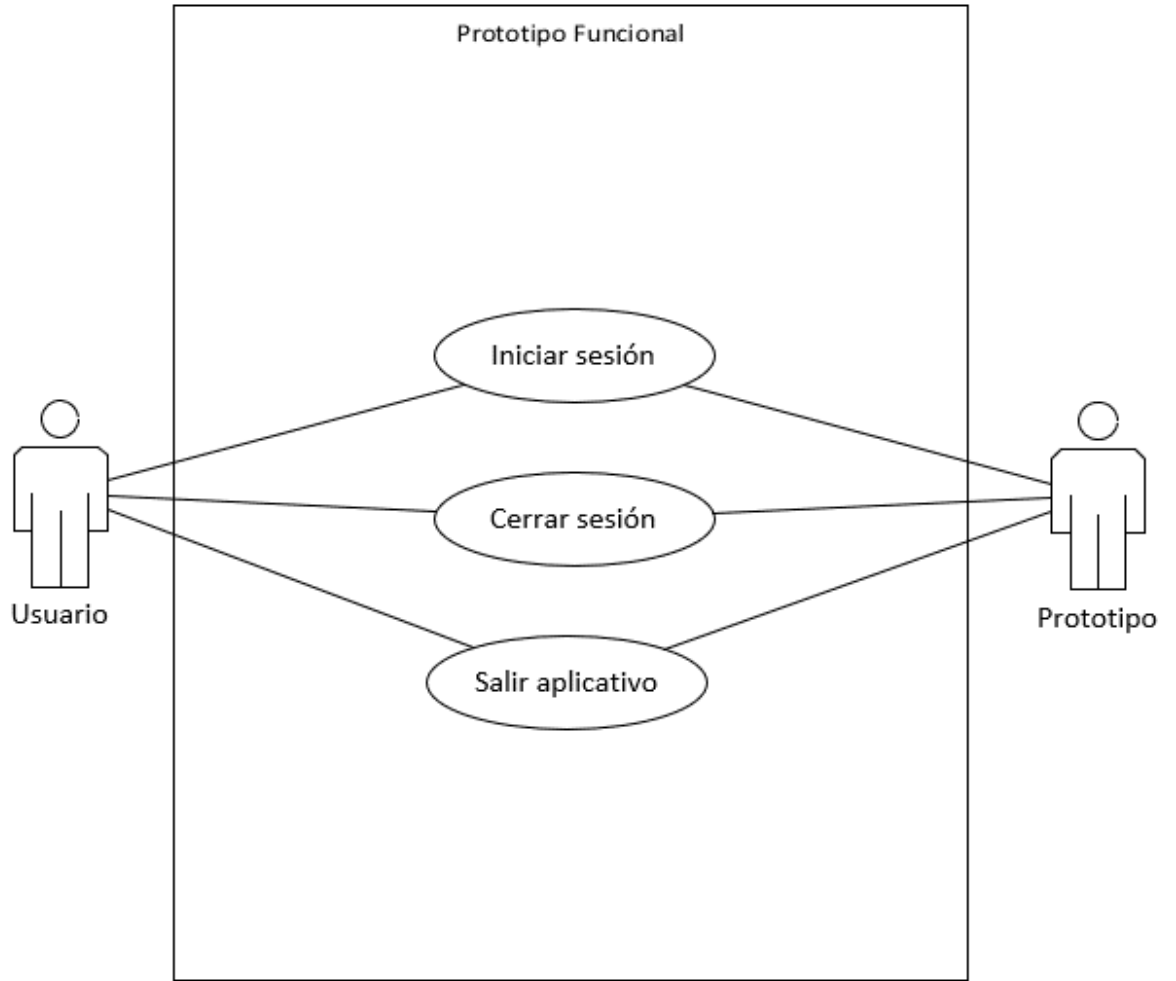 Prototipo Funcional
Iniciar sesión
Cerrar sesión
Usuario
Prototipo
Salir aplicativo